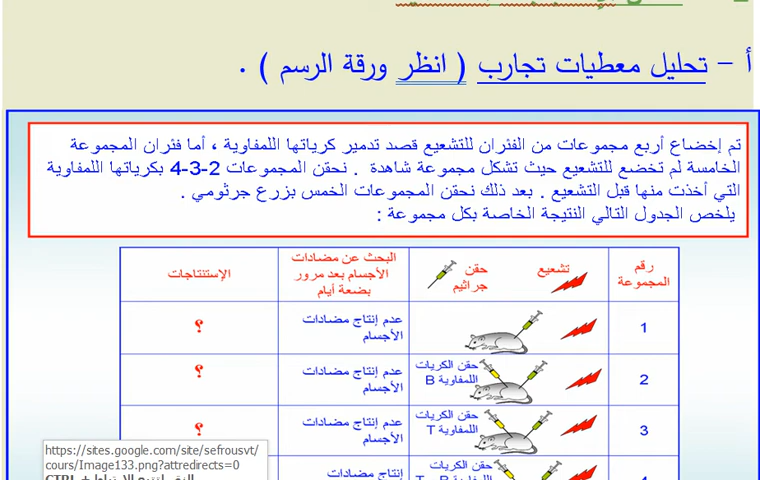 أ - تحليل معطيات تجارب ( انظر ورقة الرسم ) .
تم إخضاع أربع مجموعات من الفئران للتشعيع قصد تدمير كرياتها اللمفاوية ، أما فئران المجموعة
الخامسة لم تخضع للتشعيع حيث تشكل مجموعة شاهدة . نحقن المجموعات 2-3-4 بكرياتها اللمفاوية
التي أخذت منها قبل التشعيع . بعد ذلك نحقن المجموعات الخمس بزرع جرثومي .
يلخص الجدول التالي النتيجة الخاصة بكل مجموعة :
رقم المجموعة
تشعيع
حقن جراثيم
البحث عن مضادات
الأجسام بعد مرور
بضعة أيام
الإستنتاجات
1
عدم إنتاج مضادات
الأجسام
؟
2
حقن الكريات
اللمفاوية B
عدم إنتاج مضادات
الأجسام
؟
3
حقن الكريات
اللمفاوية T
عدم إنتاج مضادات
الأجسام
؟
حقن الكريات
إنتاج مضادات
https://sites.google.com/site/sefrousvt/
cours/Image133.png?attredirects=0
CTRL +